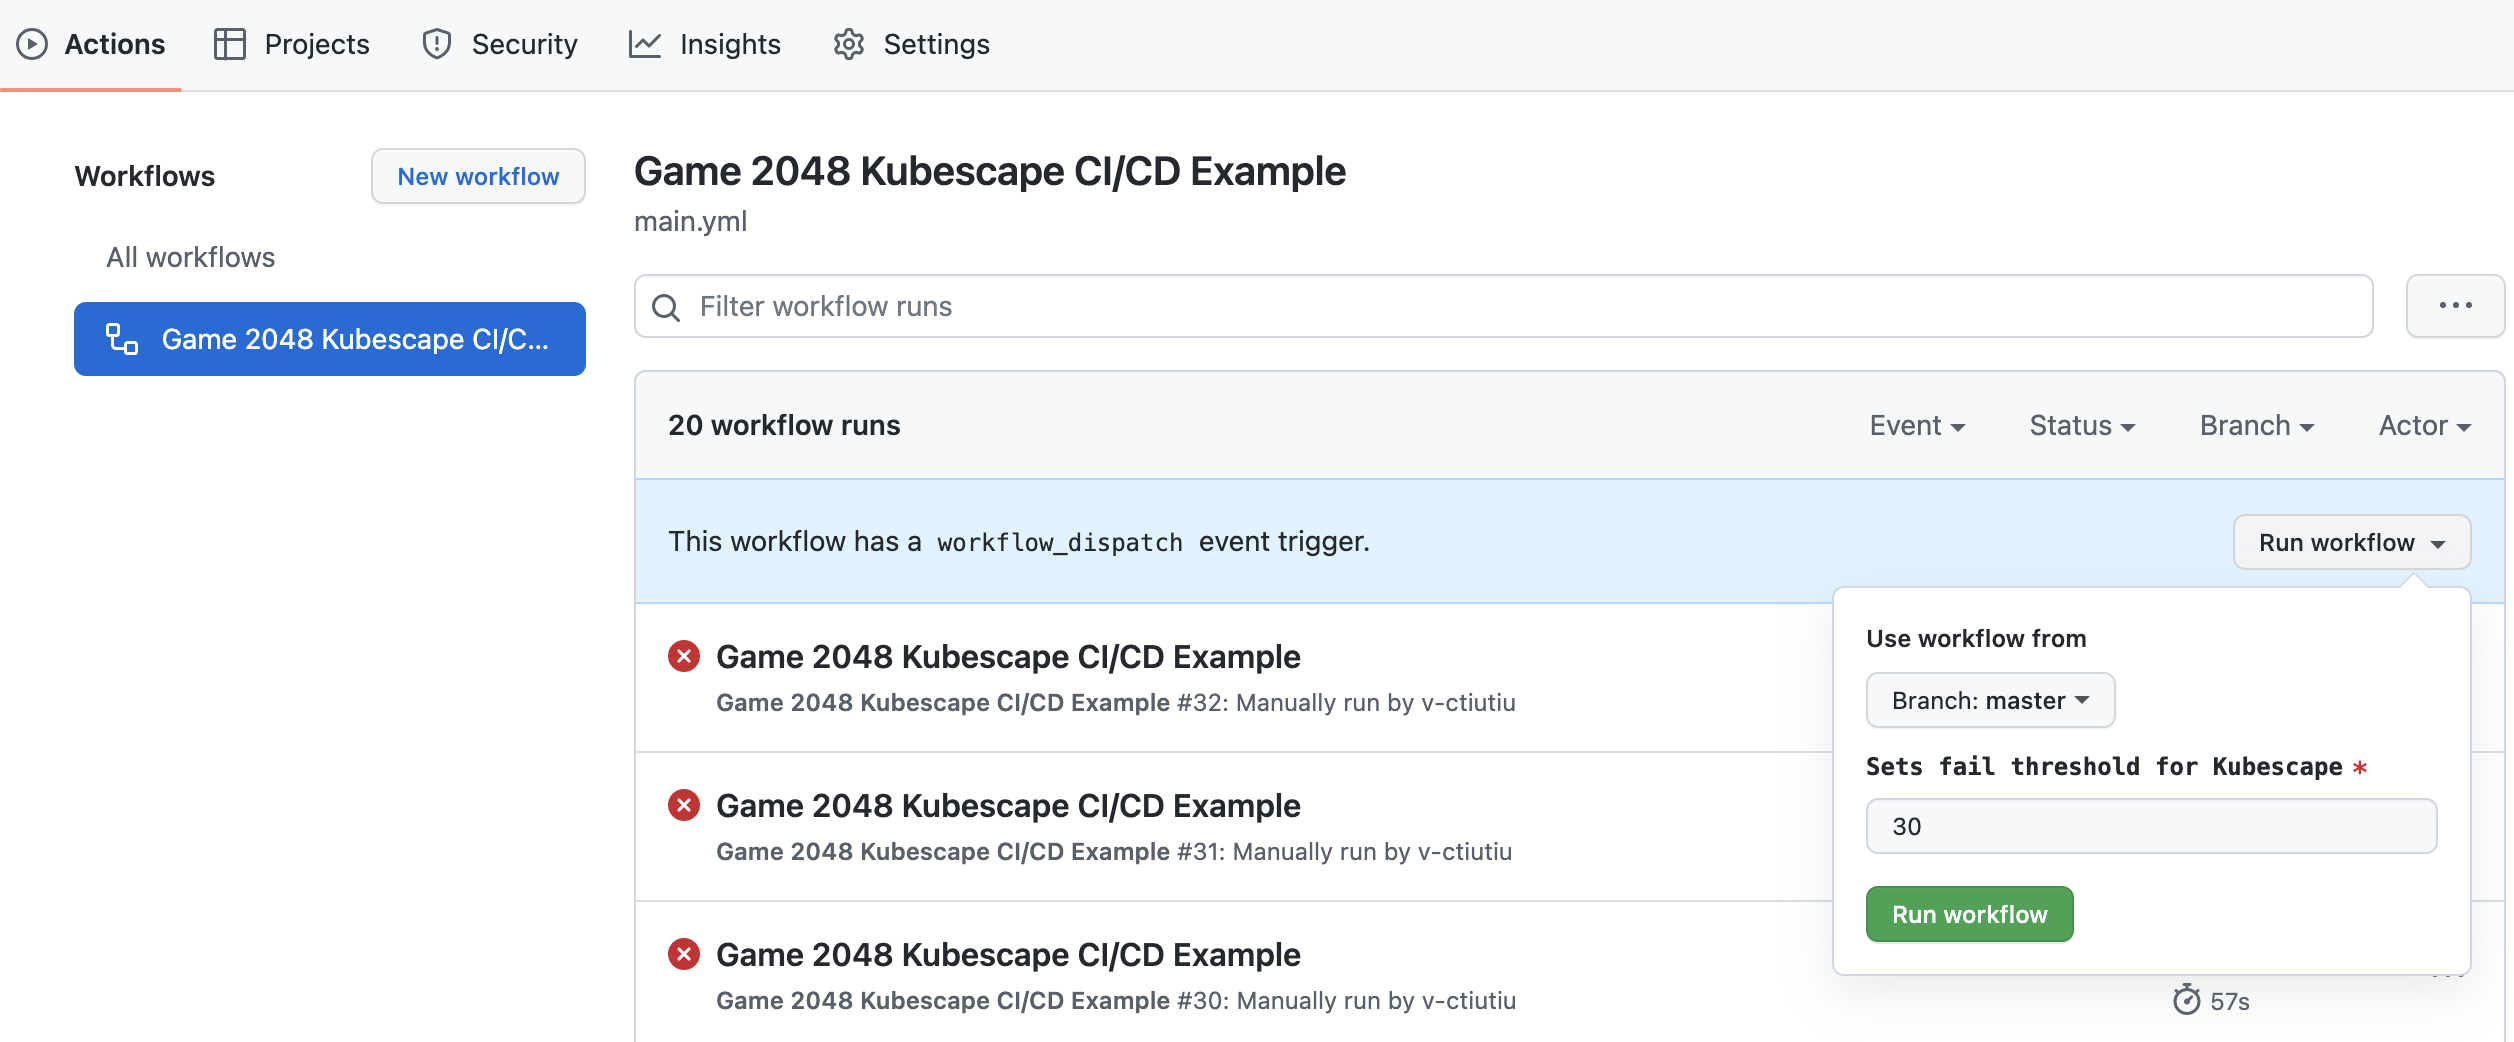 Actions Projects Security Insights Settings
Workflows
New workflow
All workflows
Game 2048 Kubescape CI/C...
Game 2048 Kubescape CI/CD Example
main.yml
Filter workflow runs
20 workflow runs
Event Status Branch Actor
This workflow has a workflow_dispatch event trigger.
Run workflow
Use workflow from
Branch: master
Sets fail threshold for Kubescape *
30
Run workflow
Game 2048 Kubescape CI/CD Example
Game 2048 Kubescape CI/CD Example #32: Manually run by v-ctiutiu
Game 2048 Kubescape CI/CD Example
Game 2048 Kubescape CI/CD Example #31: Manually run by v-ctiutiu
Game 2048 Kubescape CI/CD Example
Game 2048 Kubescape CI/CD Example #30: Manually run by v-ctiutiu
57s